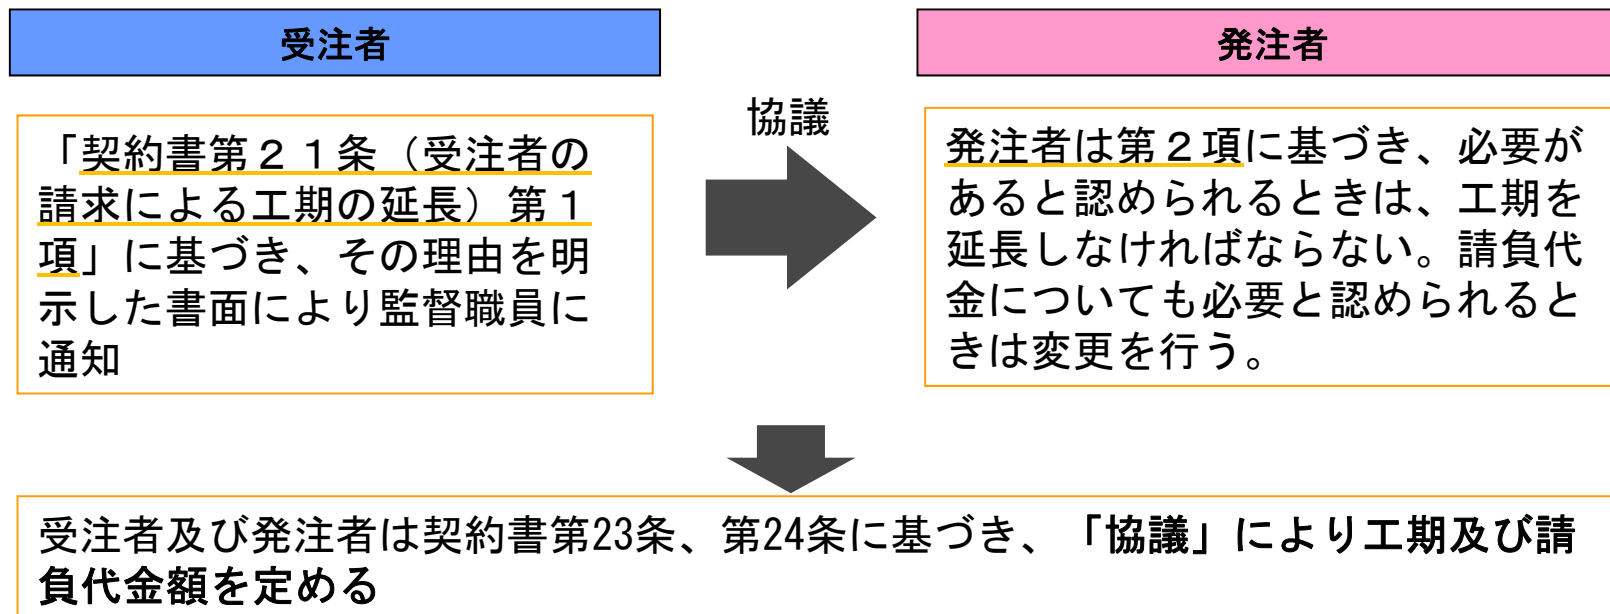 受注者
発注者
「契約書第２１条（受注者の
請求による工期の延長）第１
項」に基づき、その理由を明
示した書面により監督職員に
通知
協議
発注者は第２項に基づき、必要が
あると認められるときは、工期を
延長しなければならない。請負代
金についても必要と認められると
きは変更を行う。
受注者及び発注者は契約書第23条、第24条に基づき、「協議」により工期及び請
負代金額を定める